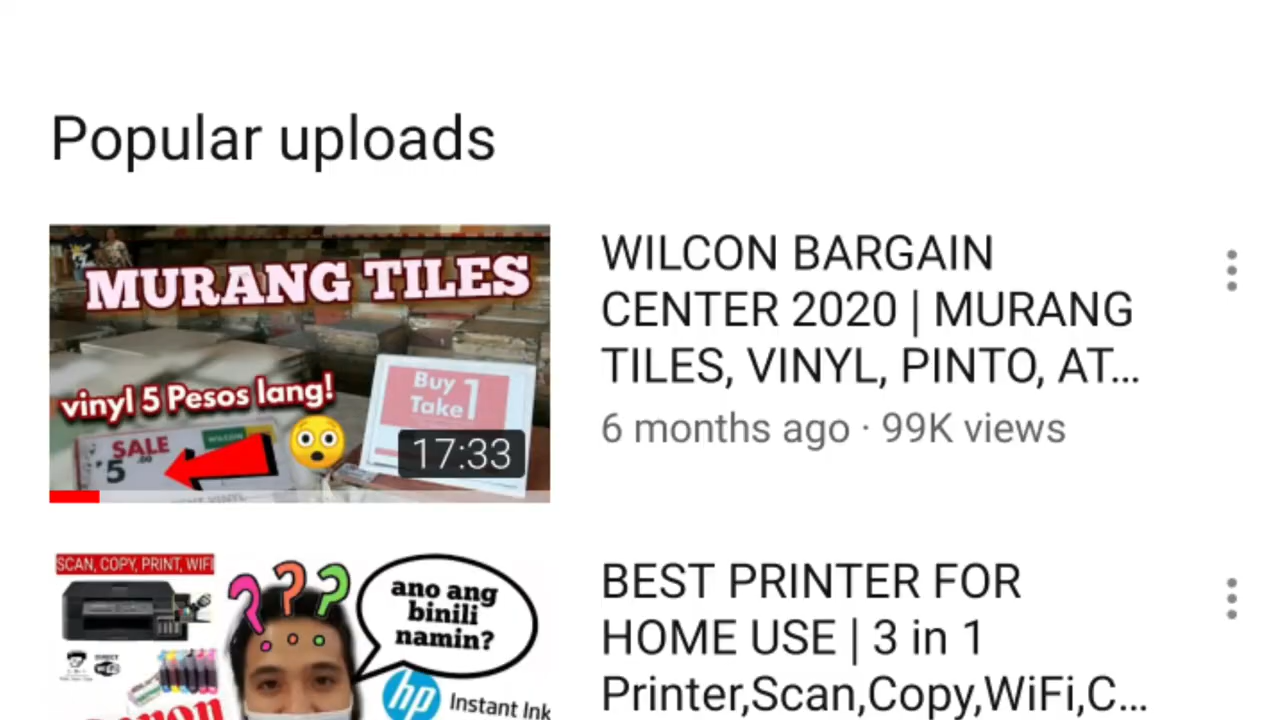 Popular uploads
MURANG TILES
vinyl 5 Pesos lang!
Buy 1
Take
SALE
WILCON
5.00
17:33
WILCON BARGAIN
CENTER 2020 | MURANG
TILES, VINYL, PINTO, AT...
6 months ago · 99K views
SCAN, COPY, PRINT, WIFI
ano ang
binili
namin?
hp
Instant Ink
BEST PRINTER FOR
HOME USE | 3 in 1
Printer,Scan,Copy,WiFi,C...